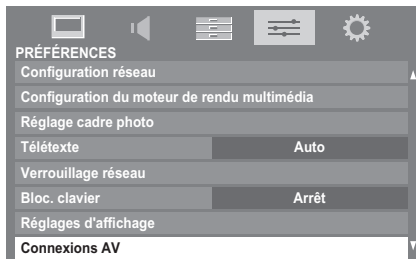 PRÉFÉRENCES
Configuration réseau
Configuration du moteur de rendu multimédia
Réglage cadre photo
Télétexte Auto
Verrouillage réseau
Bloc. clavier Arrêt
Réglages d'affichage
Connexions AV